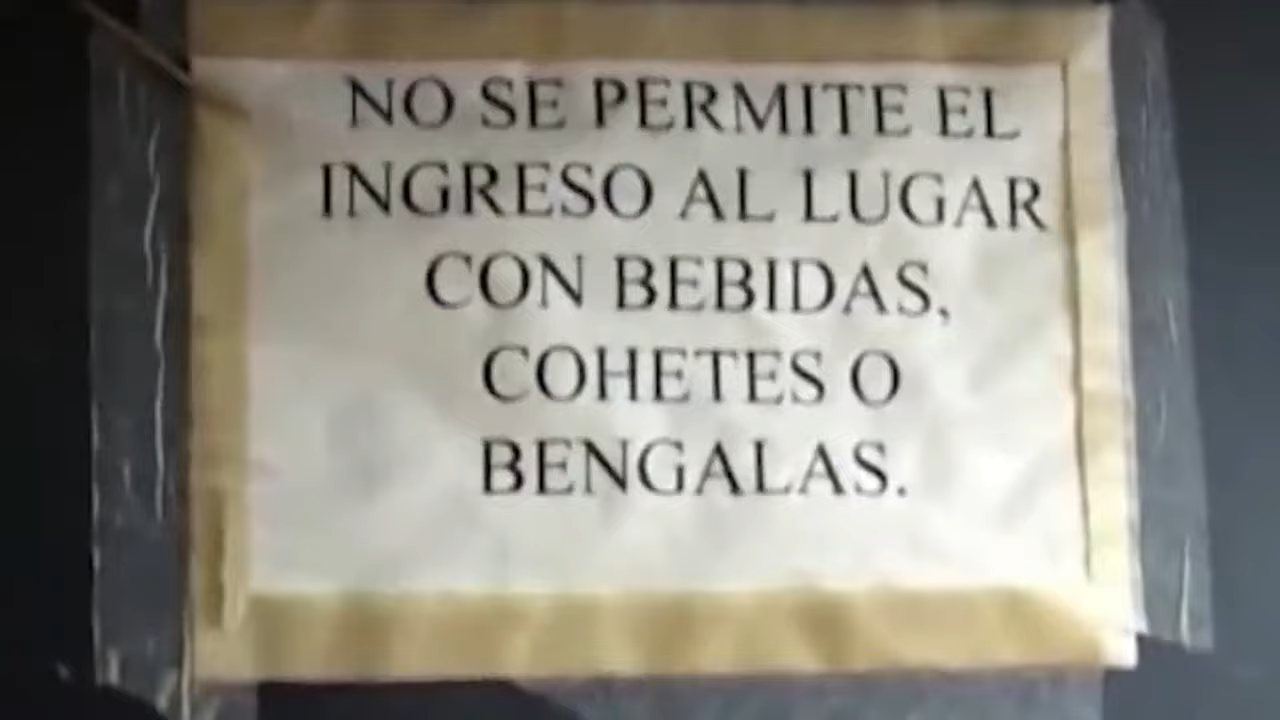 NO SE PERMITE EL
INGRESO AL LUGAR
CON BEBIDAS,
COHETES O
BENGALAS.